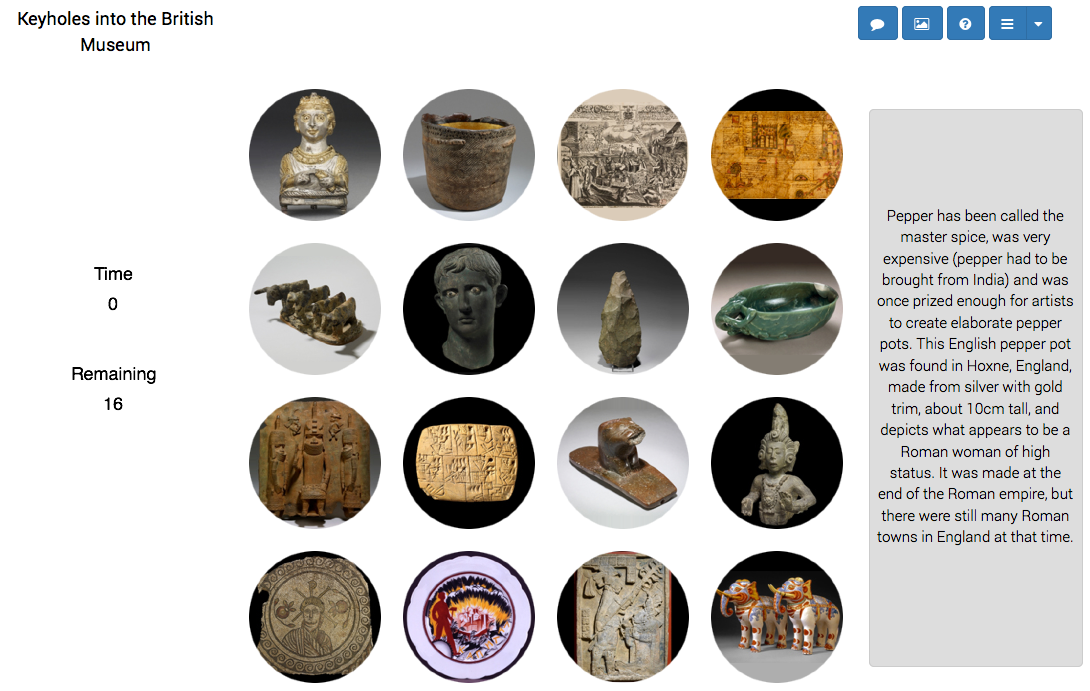 Keyholes into the British
Museum
Time
0
Remaining
16
Pepper has been called the
master spice, was very
expensive (pepper had to be
brought from India) and was
once prized enough for artists
to create elaborate pepper
pots. This English pepper pot
was found in Hoxne, England,
made from silver with gold
trim, about 10cm tall, and
depicts what appears to be a
Roman woman of high
status. It was made at the
end of the Roman empire, but
there were still many Roman
towns in England at that time.